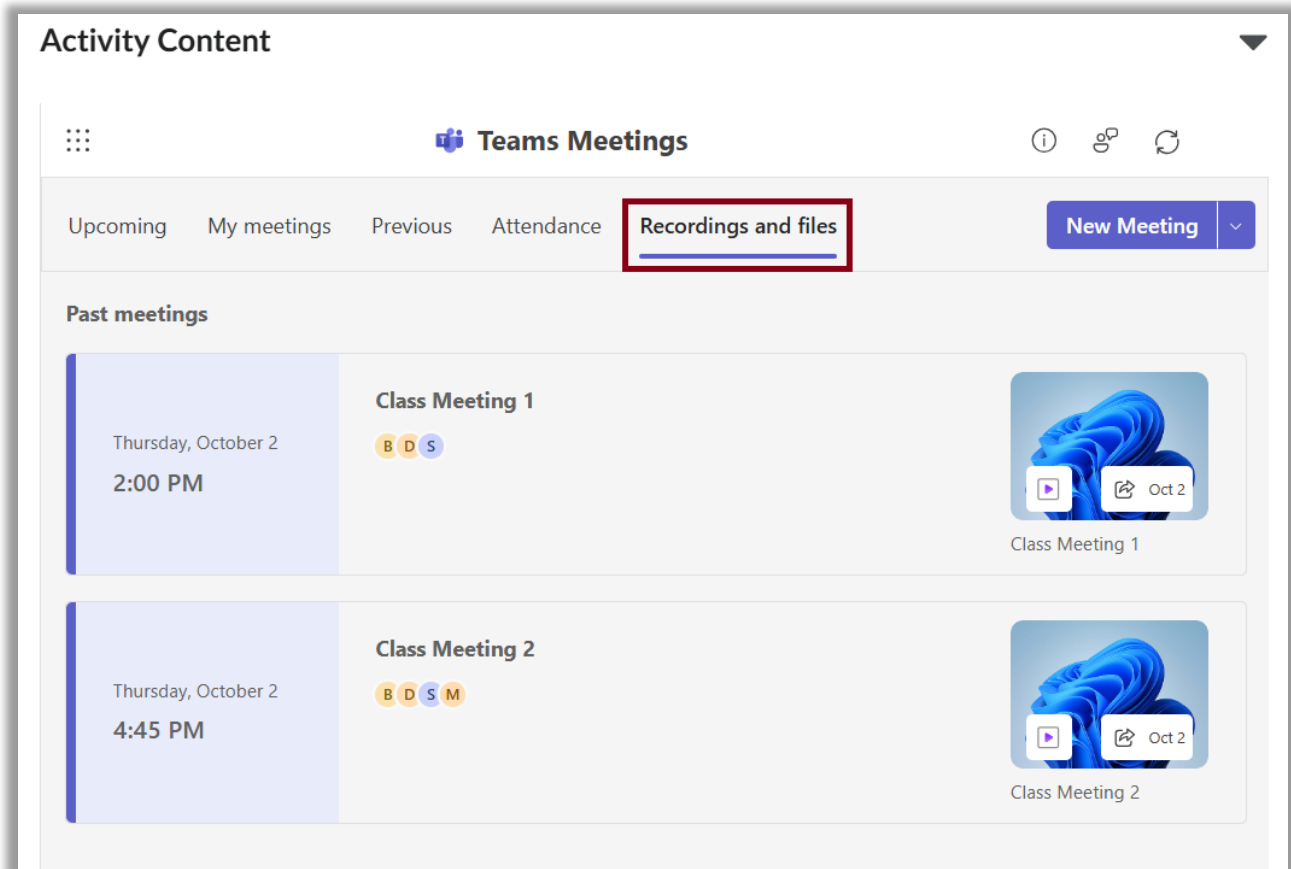 Activity Content
Teams Meetings
Upcoming My meetings Previous Attendance Recordings and files New Meeting
Past meetings
Thursday, October 2
2:00 PM
Class Meeting 1
B D S
Oct 2
Class Meeting 1
Thursday, October 2
4:45 PM
Class Meeting 2
B D S M
Oct 2
Class Meeting 2